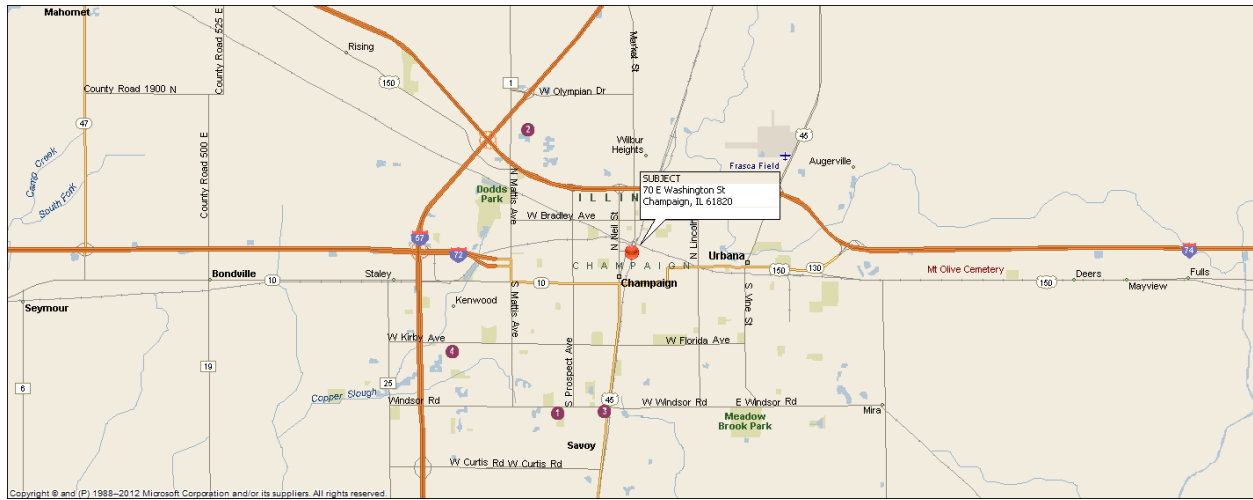 Mahomet
County Road 525 E
Rising
150
1
Market St
W Olympian Dr
County Road 1900 N
47
2
Wilbur
Heights
45
Frasca Field
Augerville
Camp Creek
South Fork
County Road 500 E
N Mattis Ave
Dodds
Park
ILLIN
SUBJECT
70 E Washington St
Champaign, IL 61820
W Bradley Ave
N Neil St
N Lincoln
57
72
74
Urbana
CHAMPAIGN
150
130
Mt Olive Cemetery
Bondville
Staley
10
10
Champaign
150
Deers
Fulls
Mayview
Seymour
Kenwood
S Mattis Ave
S Vine St
W Kirby Ave
W Florida Ave
4
S Prospect Ave
6
19
25
Copper Slough
Windsor Rd
1
3
45
W Windsor Rd
E Windsor Rd
Mira
Meadow
Brook Park
Savoy
W Curtis Rd
W Curtis Rd
Copyright © and (P) 1988–2012 Microsoft Corporation and/or its suppliers. All rights reserved.